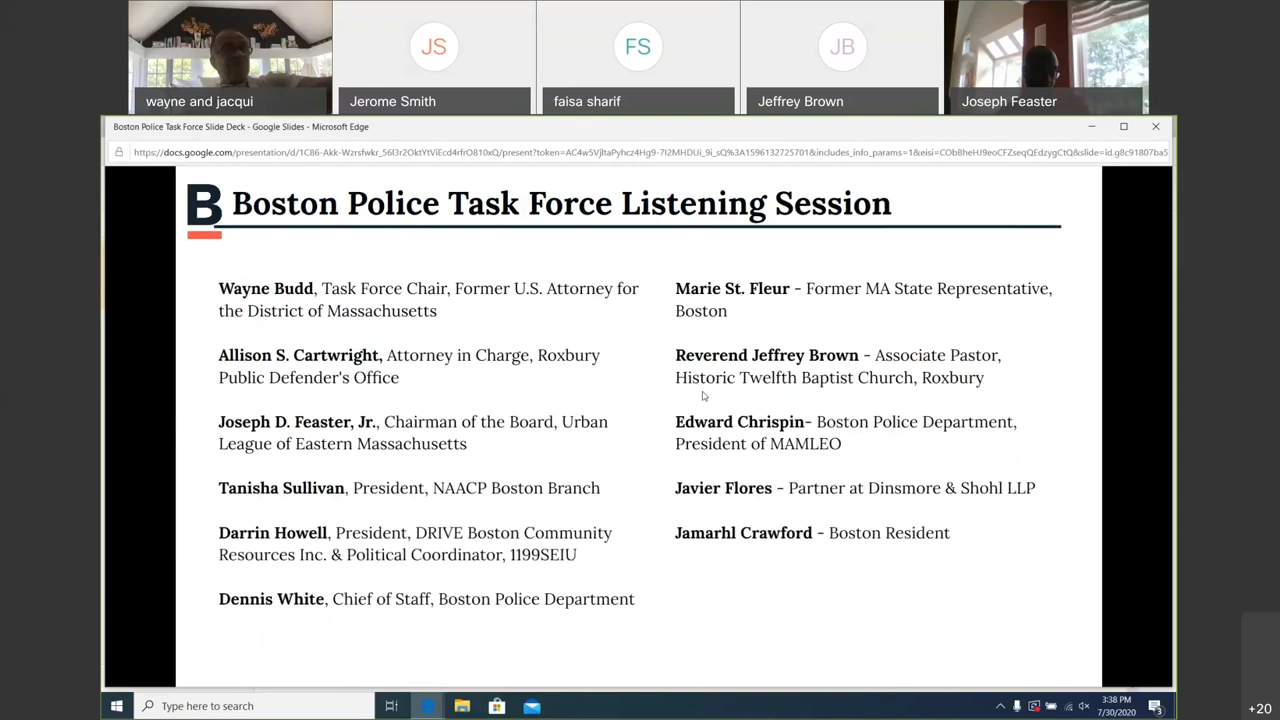 JS
FS
JB
wayne and jacqui
Jerome Smith
faisa sharif
Jeffrey Brown
Joseph Feaster
Boston Police Task Force Slide Deck - Google Slides - Microsoft Edge
B Boston Police Task Force Listening Session
Wayne Budd, Task Force Chair, Former U.S. Attorney for
the District of Massachusetts
Allison S. Cartwright, Attorney in Charge, Roxbury
Public Defender's Office
Joseph D. Feaster, Jr., Chairman of the Board, Urban
League of Eastern Massachusetts
Tanisha Sullivan, President, NAACP Boston Branch
Darrin Howell, President, DRIVE Boston Community
Resources Inc. & Political Coordinator, 1199SEIU
Dennis White, Chief of Staff, Boston Police Department
Marie St. Fleur - Former MA State Representative,
Boston
Reverend Jeffrey Brown - Associate Pastor,
Historic Twelfth Baptist Church, Roxbury
Edward Chrispin- Boston Police Department,
President of MAMLEO
Javier Flores - Partner at Dinsmore & Shohl LLP
Jamarhl Crawford - Boston Resident
Type here to search
3:38 PM
7/30/2020
3
+20